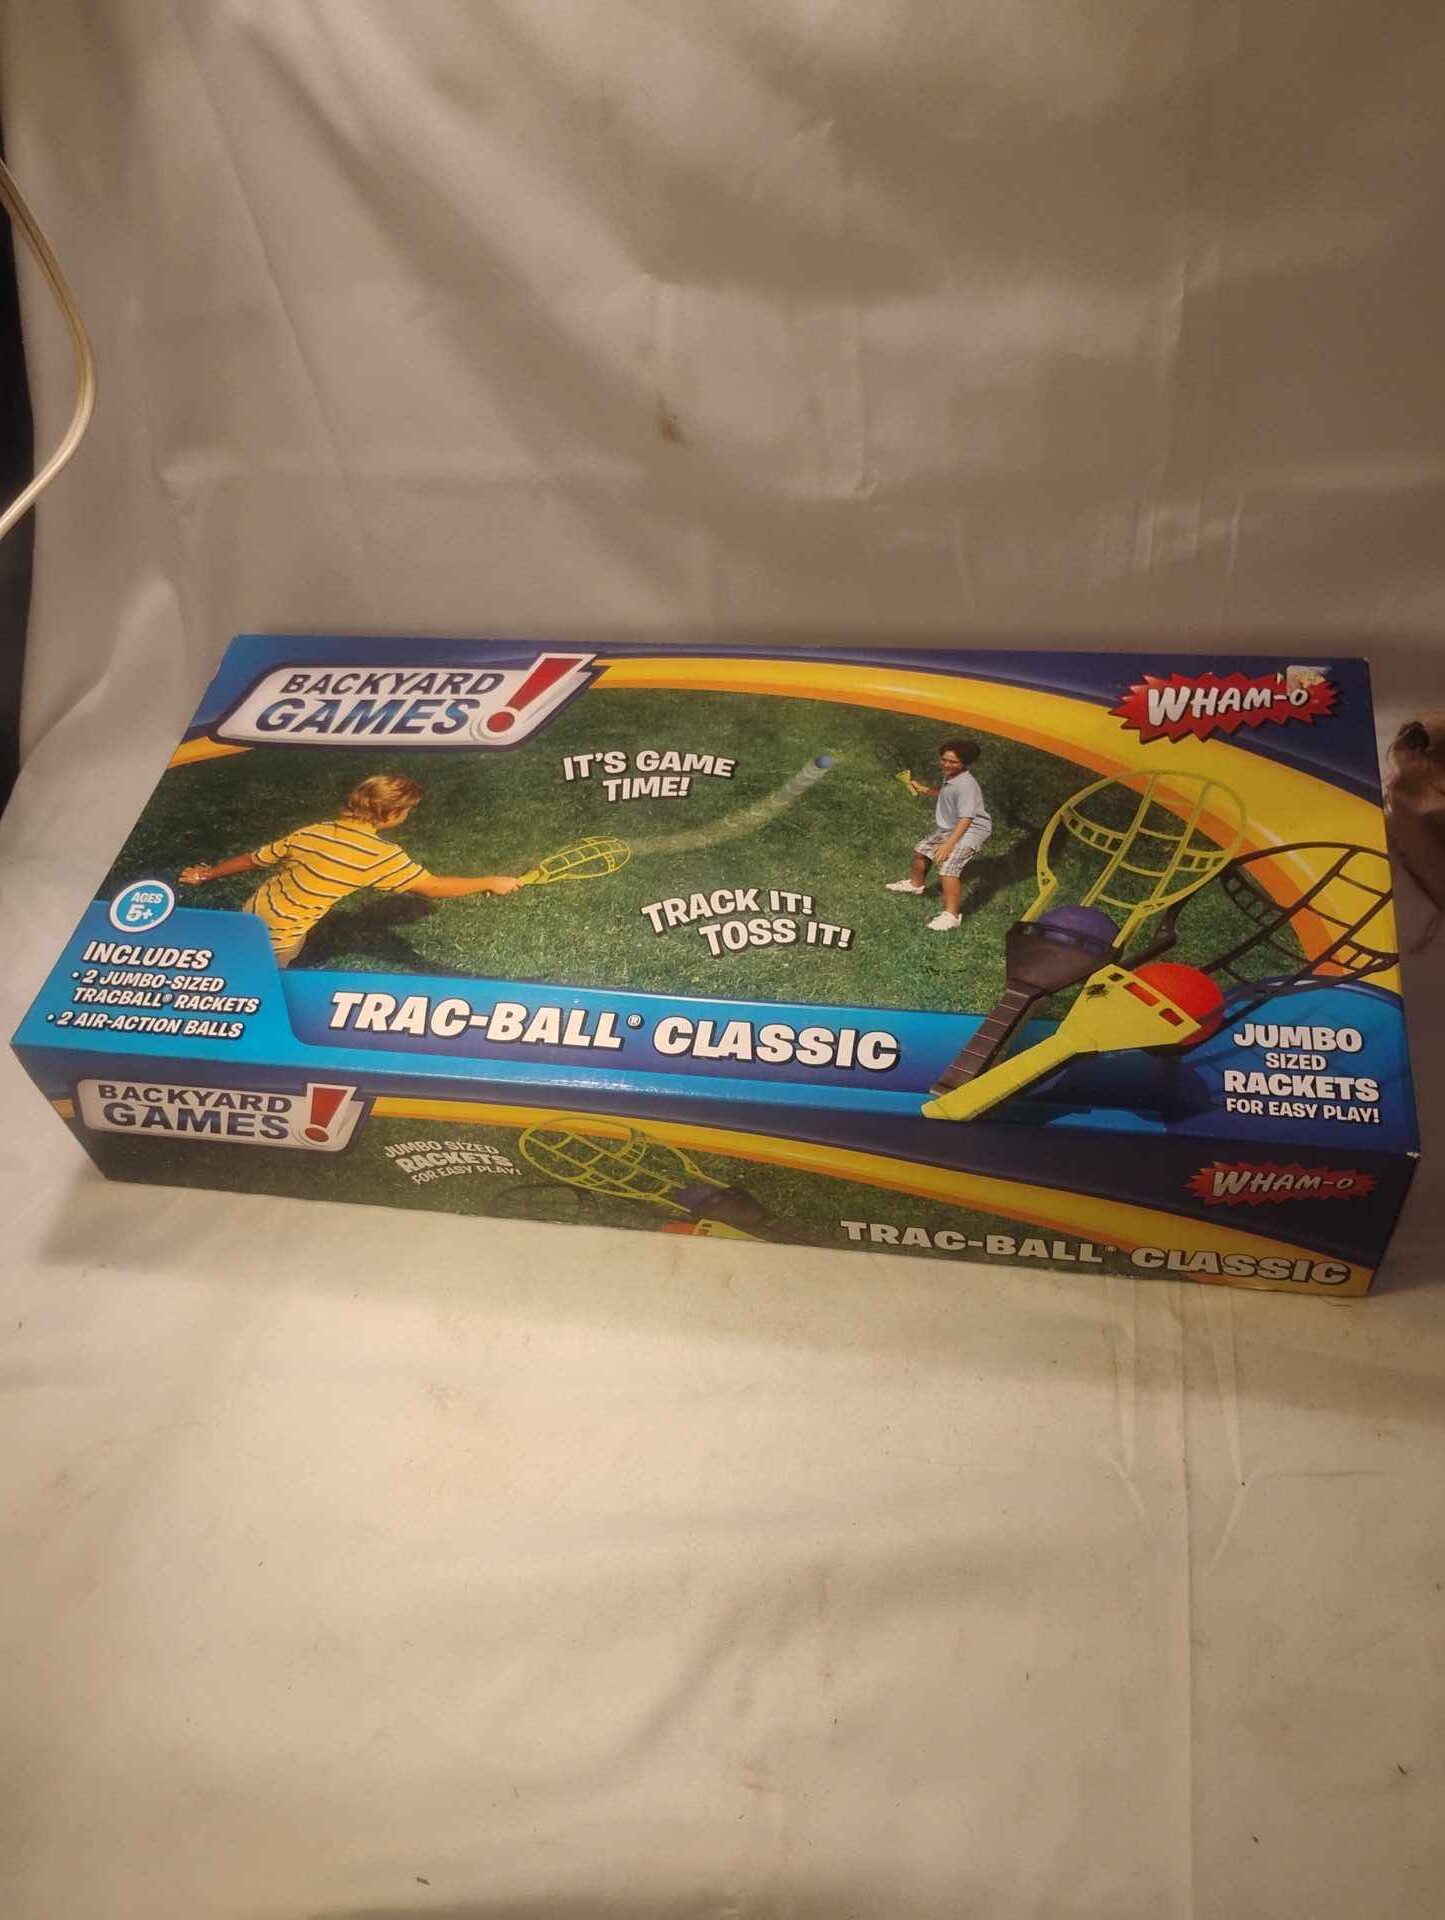 BACKYARD
GAMES!
WHAM-O
IT'S GAME
TIME!
TRACK IT!
TOSS IT!
AGES
5+
INCLUDES
• 2 JUMBO-SIZED
TRACBALL® RACKETS
• 2 AIR-ACTION BALLS
TRAC-BALL® CLASSIC
JUMBO
SIZED
RACKETS
FOR EASY PLAY!
BACKYARD
GAMES!
JUMBO SIZED
RACKETS
FOR EASY PLAY!
WHAM-O
TRAC-BALL® CLASSIC